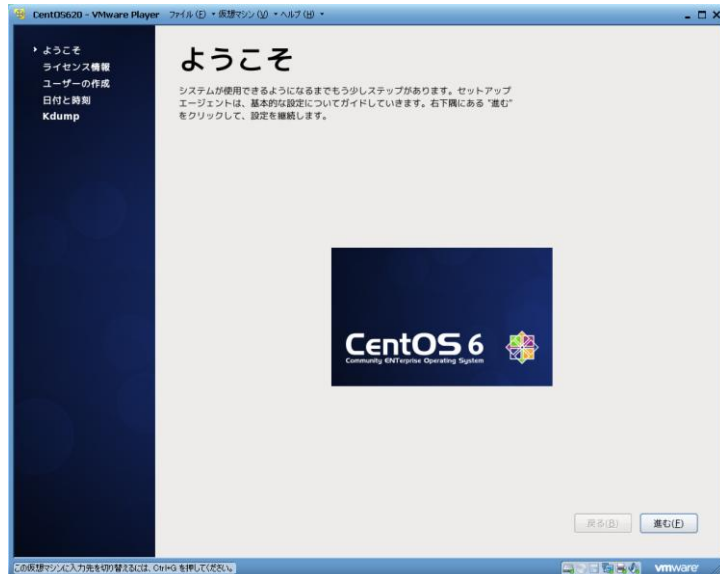 CentOS620 - VMware Player ファイル(F) • 仮想マシン(V) • ヘルプ(H) •
ようこそ
ライセンス情報
ユーザーの作成
日付と時刻
Kdump
ようこそ
システムが使用できるようになるまでもう少しステップがあります。セットアップ
エージェントは、基本的な設定についてガイドしていきます。右下隅にある "進む"
をクリックして、設定を継続します。
CentOS 6
Community ENTerprise Operating System
戻る(B) 進む(F)
この仮想マシンに入力先を切り替えるには、Ctrl+G を押してください。 vmware